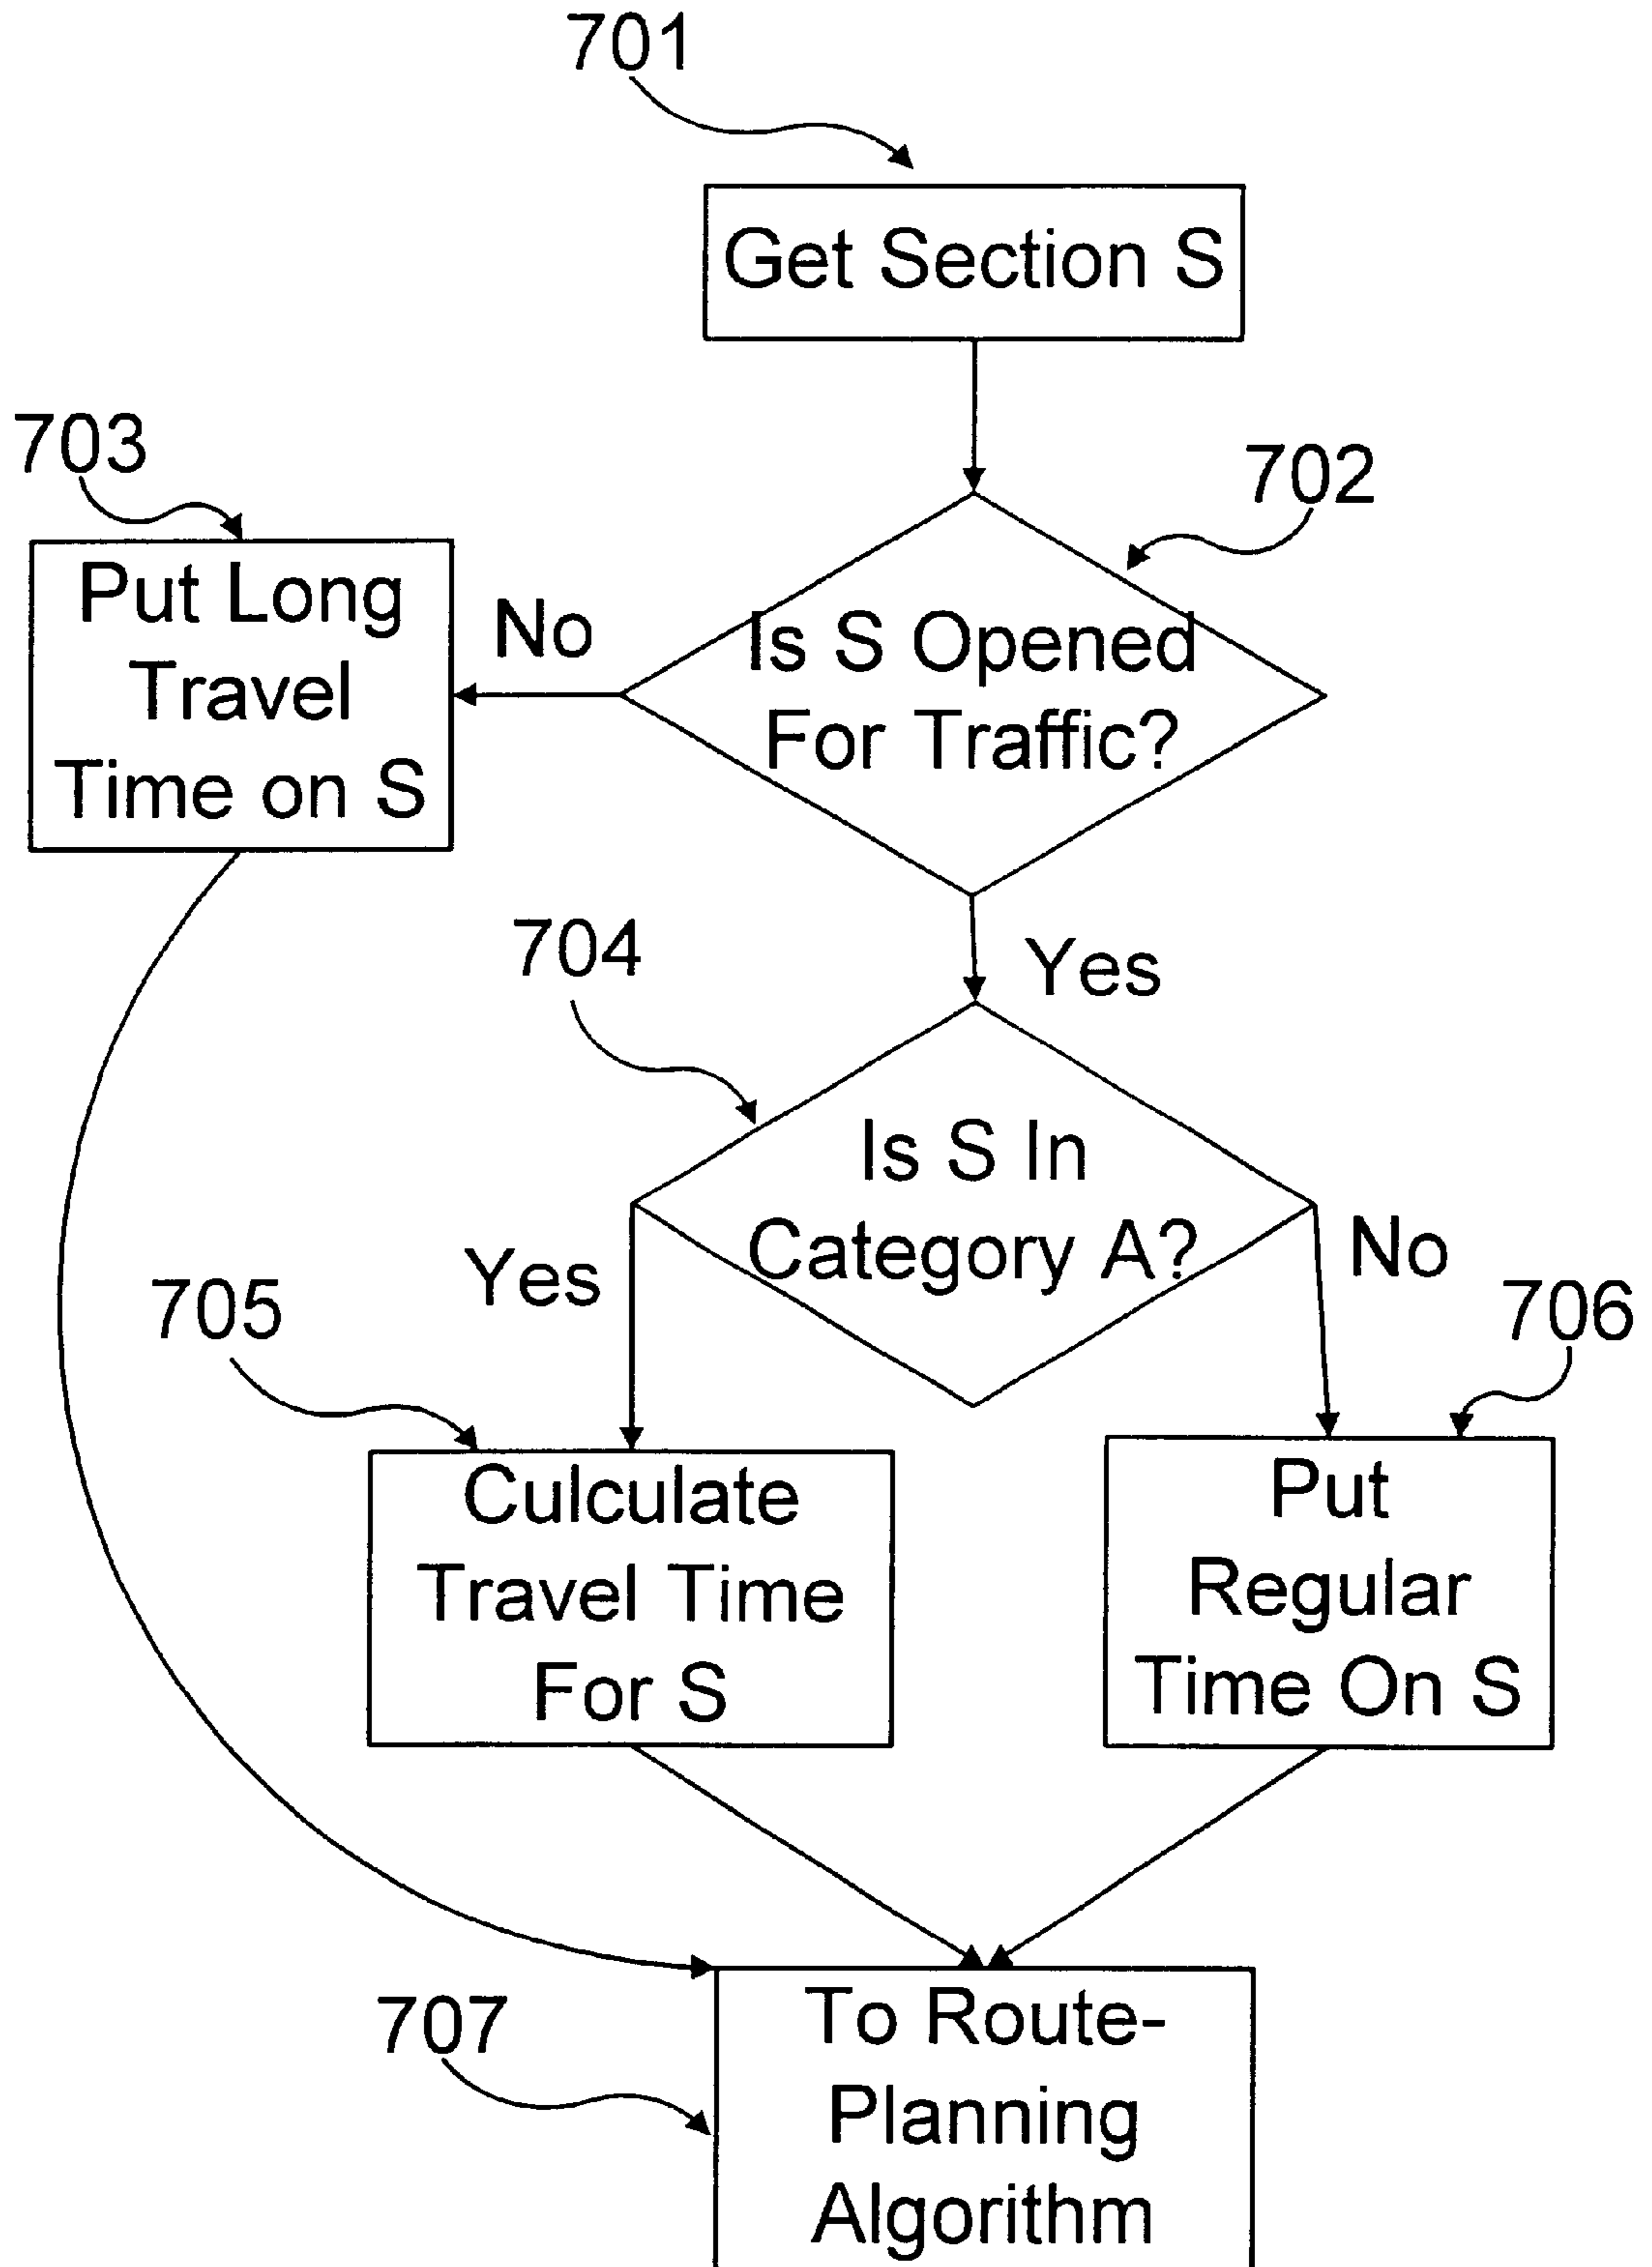 701
Get Section S
703
702
Put Long
Travel
Time on S
No
Is S Opened
For Traffic?
704
Yes
Is S In
Category A?
Yes
No
705
706
Culculate
Travel Time
For S
Put
Regular
Time On S
707
To Route-
Planning
Algorithm